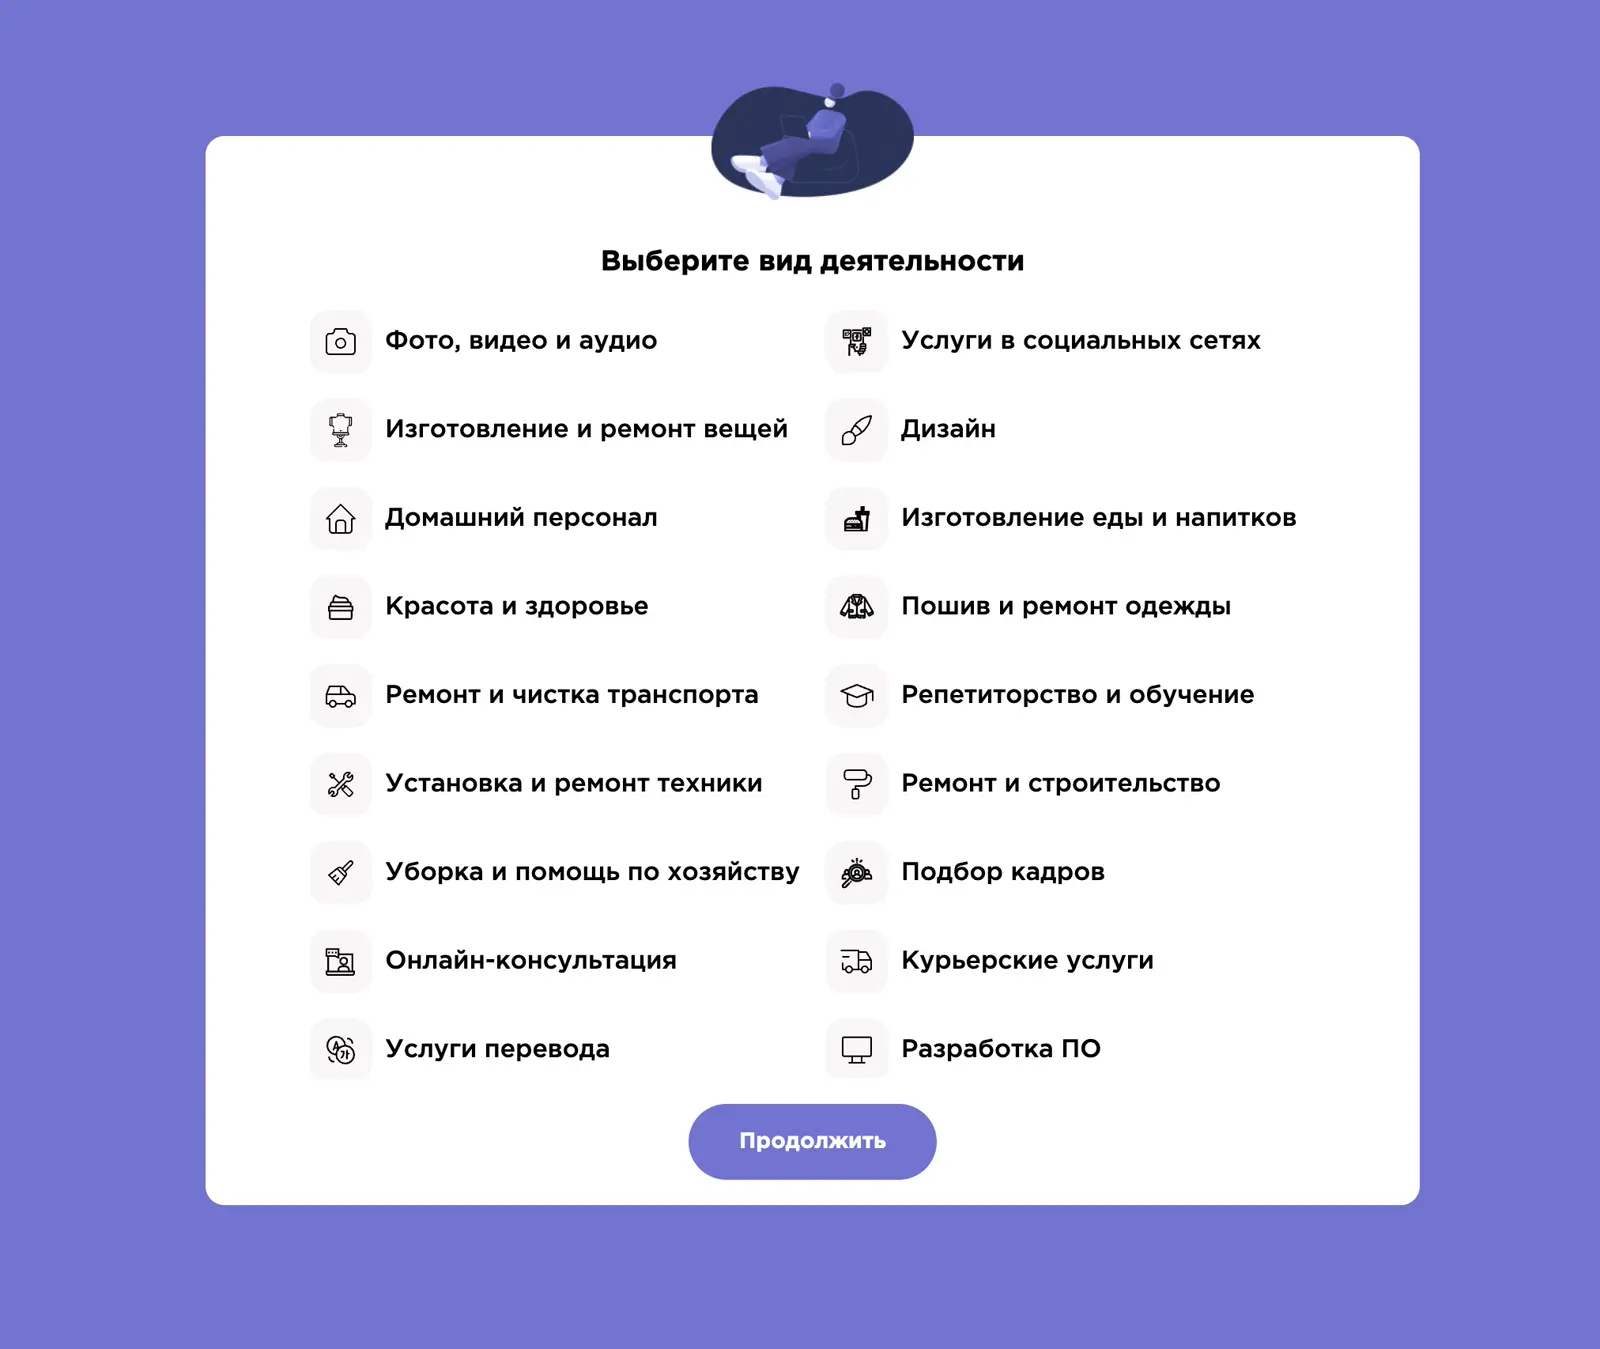 Выберите вид деятельности
Фото, видео и аудио
Услуги в социальных сетях
Изготовление и ремонт вещей
Дизайн
Домашний персонал
Изготовление еды и напитков
Красота и здоровье
Пошив и ремонт одежды
Ремонт и чистка транспорта
Репетиторство и обучение
Установка и ремонт техники
Ремонт и строительство
Уборка и помощь по хозяйству
Подбор кадров
Онлайн-консультация
Курьерские услуги
Услуги перевода
Разработка ПО
Продолжить